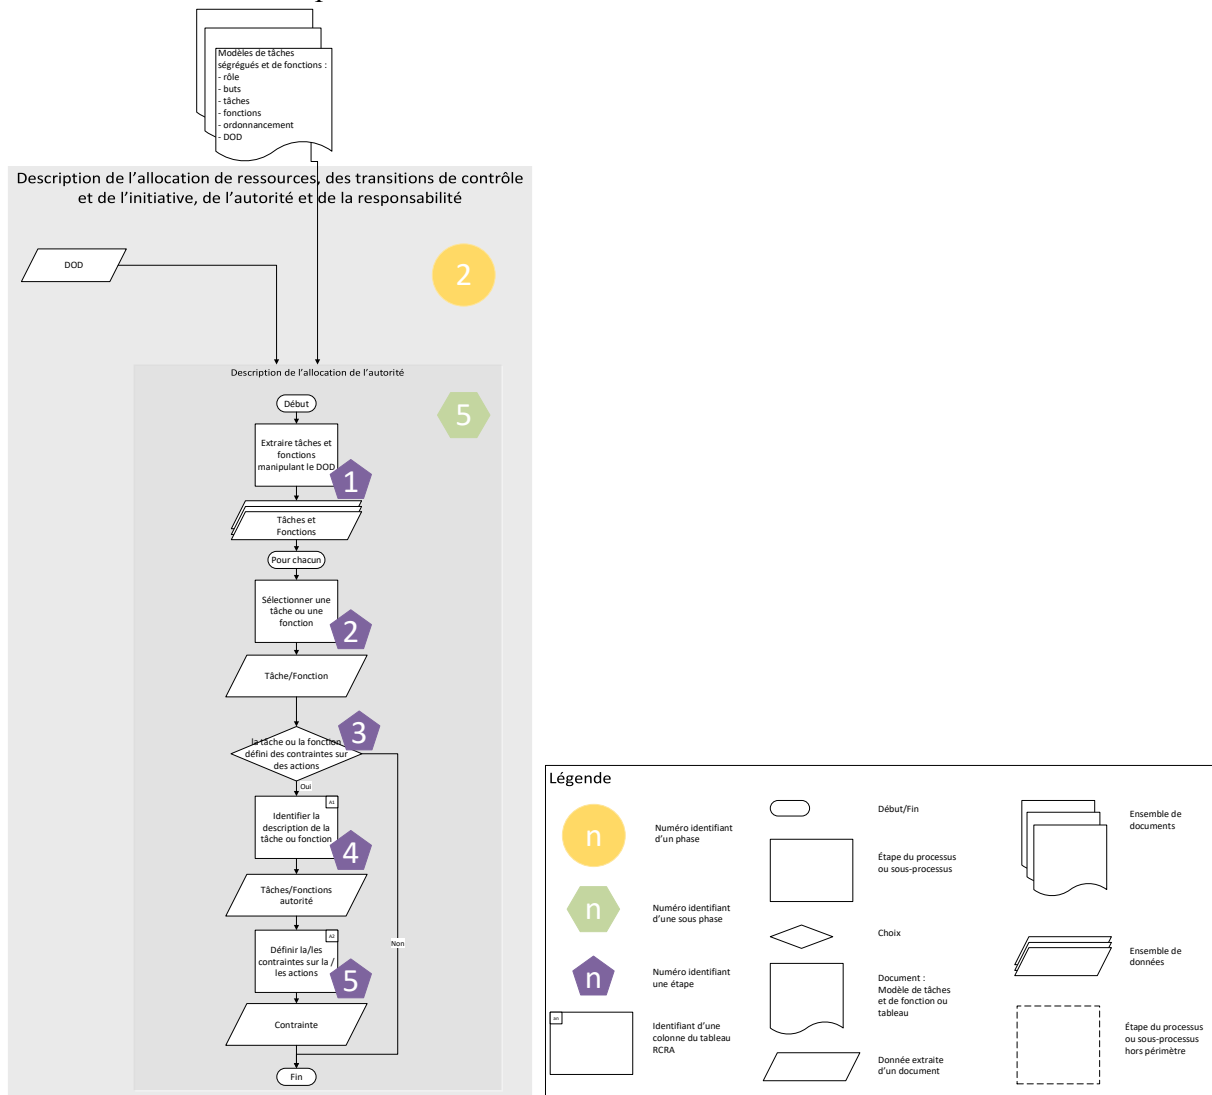 Modèles de tâches
ségrégués et de fonctions :
- rôle
- buts
- tâches
- fonctions
- ordonnancement
- DOD
Description de l'allocation de ressources, des transitions de contrôle
et de l'initiative, de l'autorité et de la responsabilité
DOD
2
Description de l'allocation de l'autorité
Début
5
Extraire tâches et
fonctions
manipulant le DOD
1
Tâches et
Fonctions
Pour chacun
Sélectionner une
tâche ou une
fonction
2
Tâche/Fonction
3
la tâche ou la fonction
défini des contraintes sur
des actions
Oui
A1
Identifier la
description de la
tâche ou fonction
4
Tâches/Fonctions
autorité
A2
Non
Définir la/les
contraintes sur la /
les actions
5
Contrainte
Fin
Légende
n
Numéro identifiant
d'un phase
n
Numéro identifiant
d'une sous phase
n
Numéro identifiant
une étape
an
Identifiant d'une
colonne du tableau
RCRA
Début/Fin
Étape du processus
ou sous-processus
Choix
Document :
Modèle de tâches
et de fonction ou
tableau
Donnée extraite
d'un document
Ensemble de
documents
Ensemble de
données
Étape du processus
ou sous-processus
hors périmètre